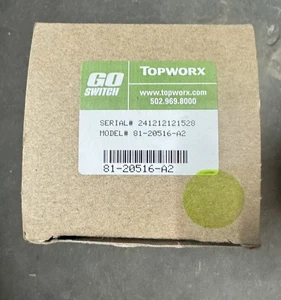 GO
SWITCH
TOPWORX
www.topworx.com
502.969.8000
SERIAL# 241212121528
MODEL# 81-20516-A2
81-20516-A2